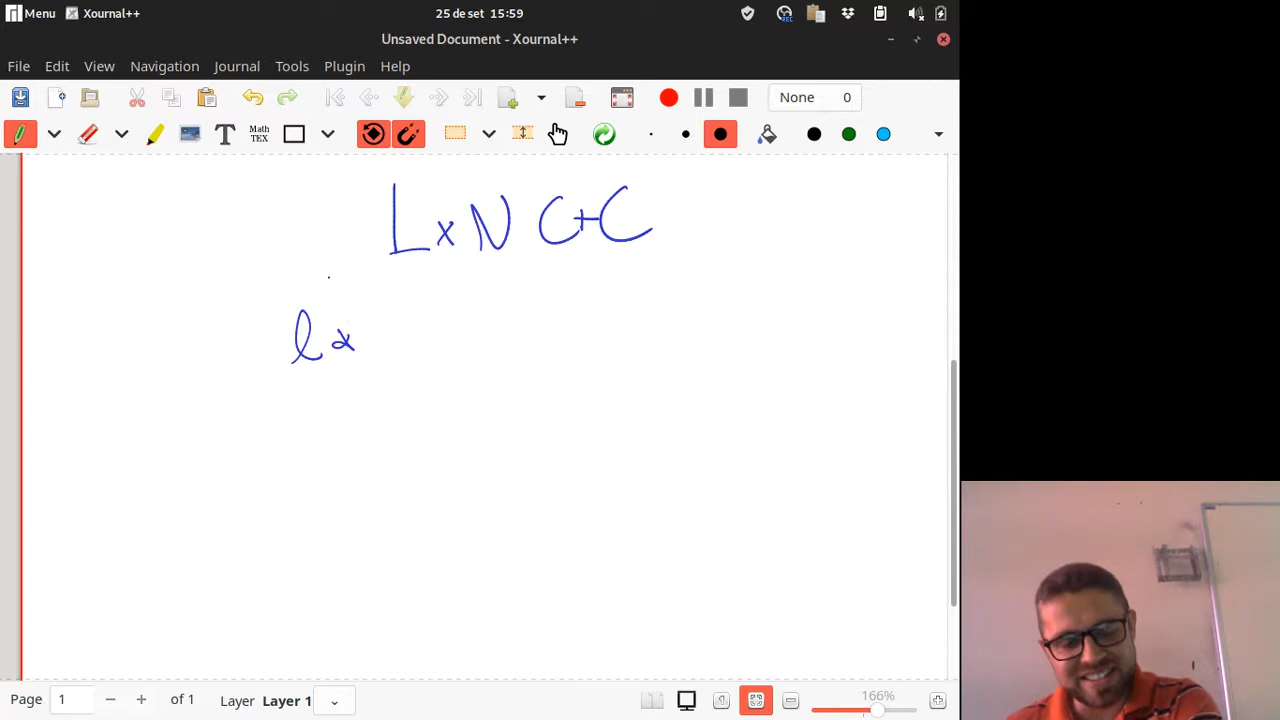 Menu Xournal++ 25 de set 15:59
Unsaved Document - Xournal++
File Edit View Navigation Journal Tools Plugin Help
None 0
T Math TEX
L x N C+C
l x
Page 1 of 1 Layer Layer 1 166%